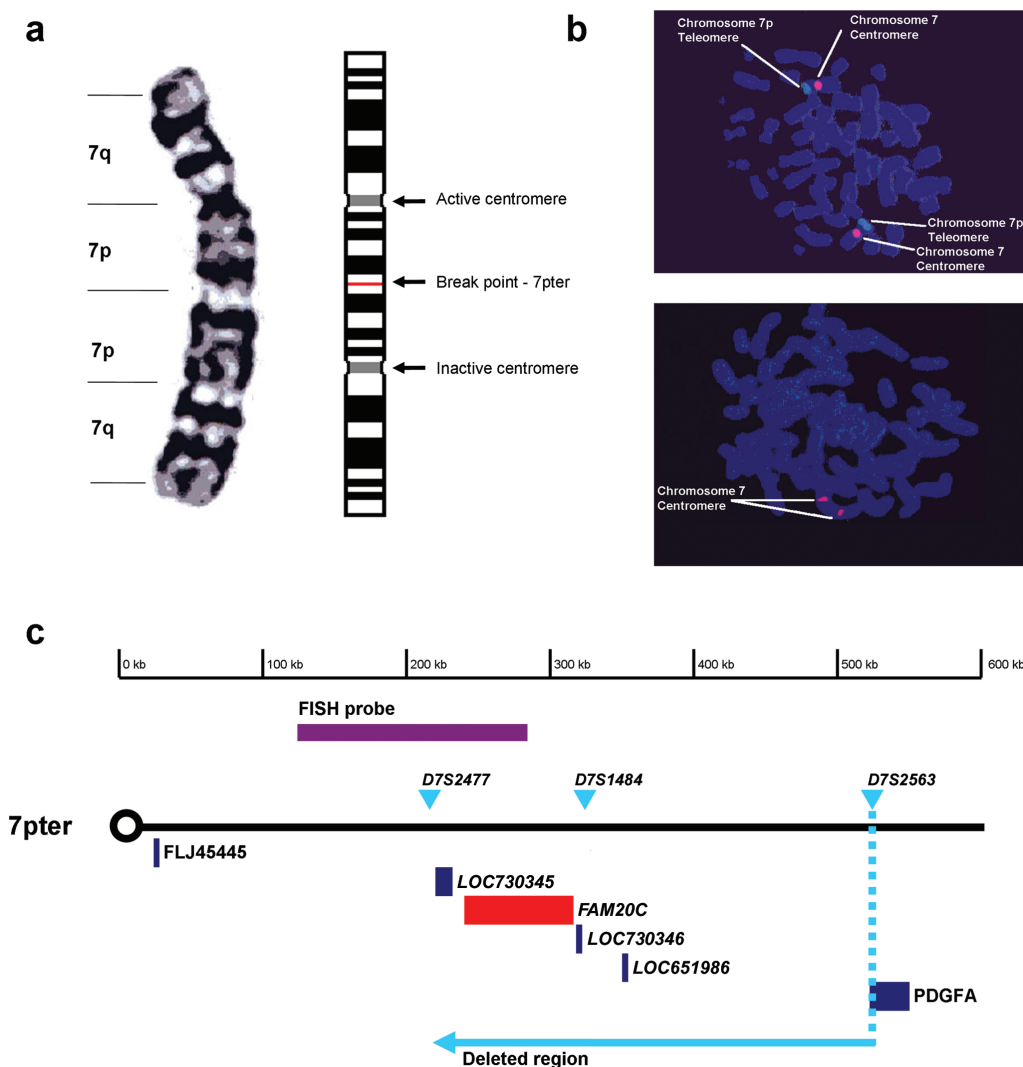 a
7q
7p
7p
7q
Active centromere
Break point - 7pter
Inactive centromere
b
Chromosome 7p
Teleomere
Chromosome 7
Centromere
Chromosome 7p
Teleomere
Chromosome 7
Centromere
Chromosome 7
Centromere
c
0 kb
100 kb
200 kb
300 kb
400 kb
500 kb
600 kb
FISH probe
D7S2477
D7S1484
D7S2563
7pter
FLJ45445
LOC730345
FAM20C
LOC730346
LOC651986
PDGFA
Deleted region